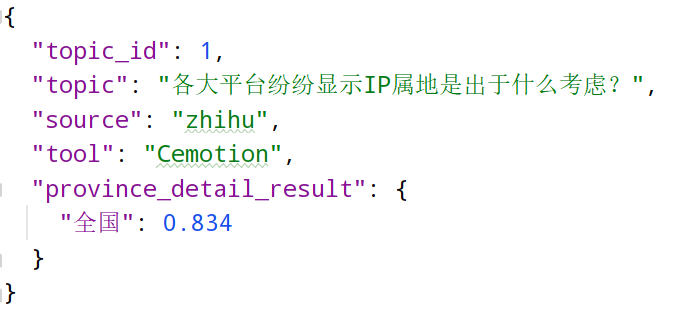 {
"topic_id": 1,
"topic": "各大平台纷纷显示IP属地是出于什么考虑？",
"source": "zhihu",
"tool": "Cemotion",
"province_detail_result": {
"全国": 0.834
}
}